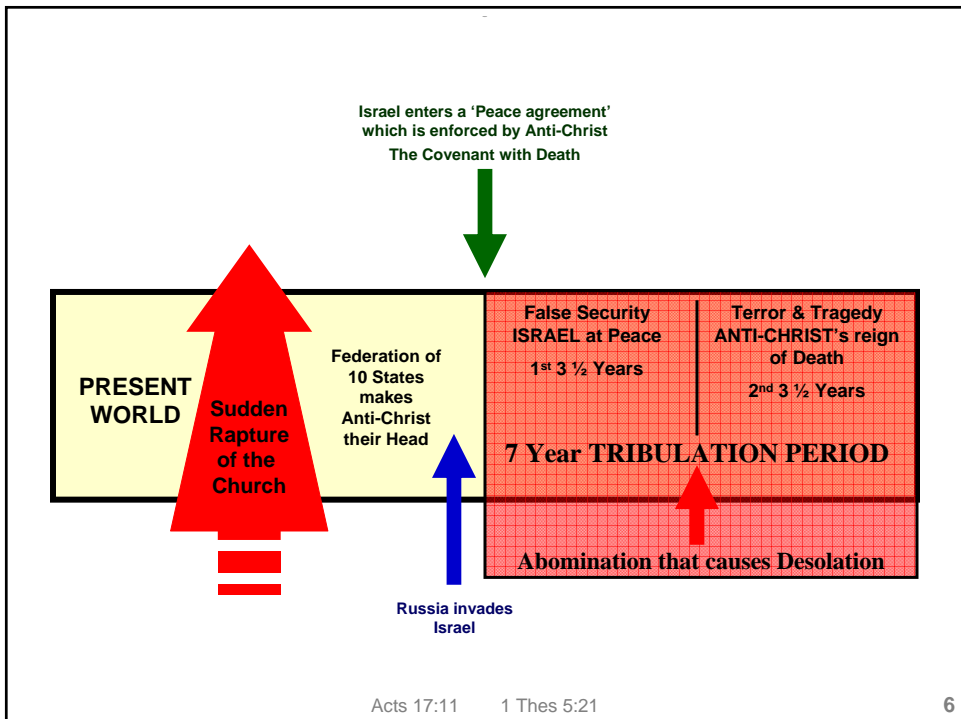 Israel enters a ‘Peace agreement’
which is enforced by Anti-Christ
The Covenant with Death
PRESENT
WORLD
Sudden
Rapture
of the
Church
Federation of
10 States
makes
Anti-Christ
their Head
False Security
ISRAEL at Peace
1st 3 ½ Years
Terror & Tragedy
ANTI-CHRIST’s reign
of Death
2nd 3 ½ Years
7 Year TRIBULATION PERIOD
Abomination that causes Desolation
Russia invades
Israel
Acts 17:11 1 Thes 5:21
6